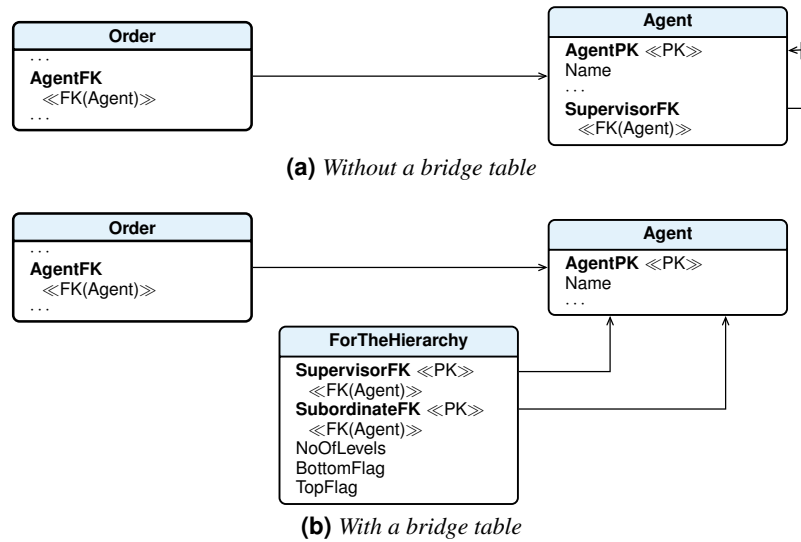 Order
...
AgentFK
≪FK(Agent)≫
...
Agent
AgentPK ≪PK≫
Name
...
SupervisorFK
≪FK(Agent)≫
(a) Without a bridge table
Order
...
AgentFK
≪FK(Agent)≫
...
Agent
AgentPK ≪PK≫
Name
...
ForTheHierarchy
SupervisorFK ≪PK≫
≪FK(Agent)≫
SubordinateFK ≪PK≫
≪FK(Agent)≫
NoOfLevels
BottomFlag
TopFlag
(b) With a bridge table